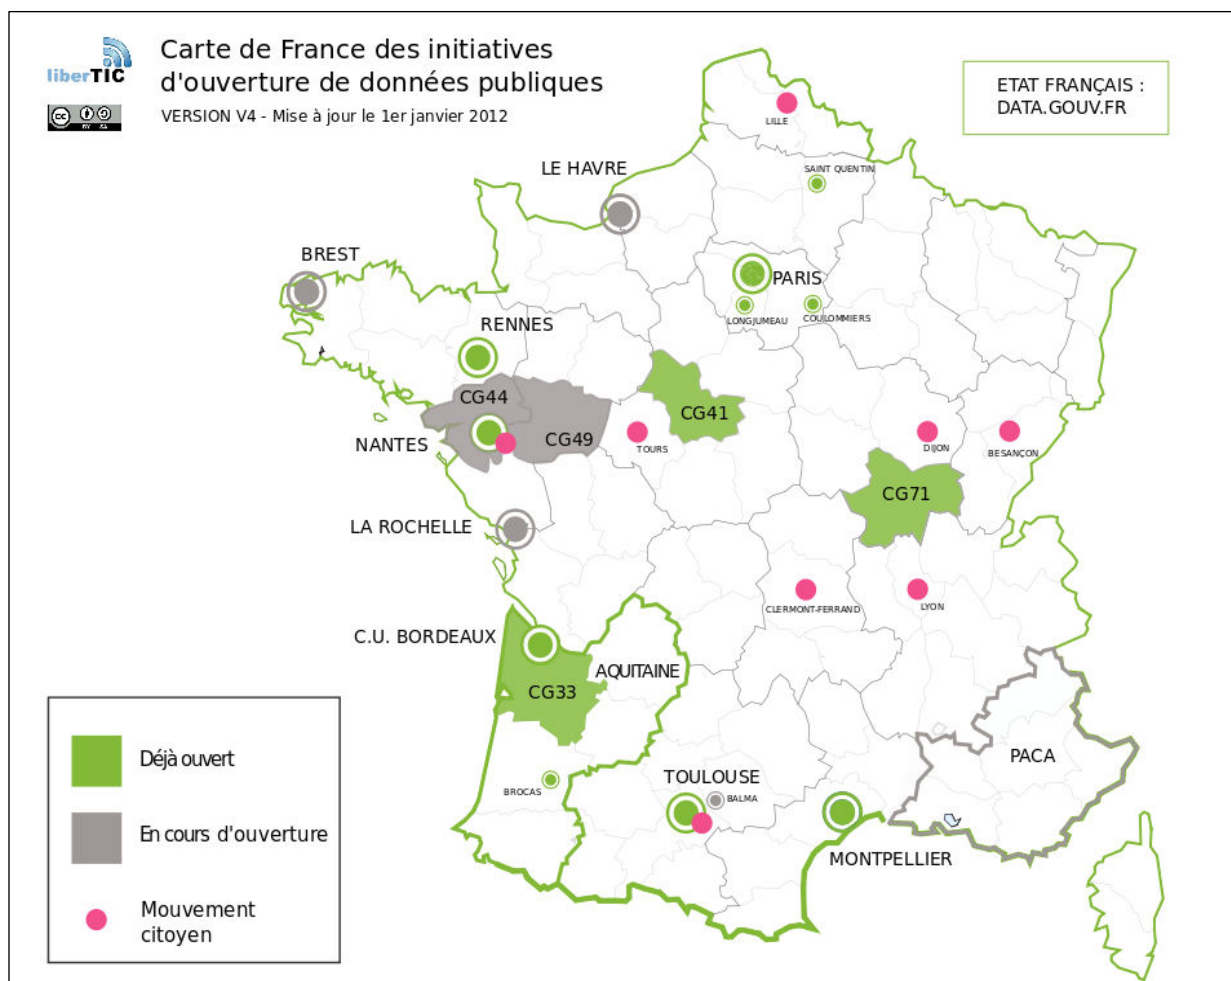 liberTIC
Carte de France des initiatives
d'ouverture de données publiques
VERSION V4 - Mise à jour le 1er janvier 2012
cc
BY SA
ETAT FRANÇAIS :
DATA.GOUV.FR
LILLE
SAINT QUENTIN
LE HAVRE
BREST
PARIS
LONGJUMEAU
COULOMMIERS
RENNES
CG44
CG41
CG49
NANTES
TOURS
DIJON
BESANÇON
CG71
LA ROCHELLE
CLERMONT-FERRAND
LYON
C.U. BORDEAUX
AQUITAINE
CG33
PACA
TOULOUSE
BROCAS
BALMA
MONTPELLIER
Déjà ouvert
En cours d'ouverture
Mouvement
citoyen